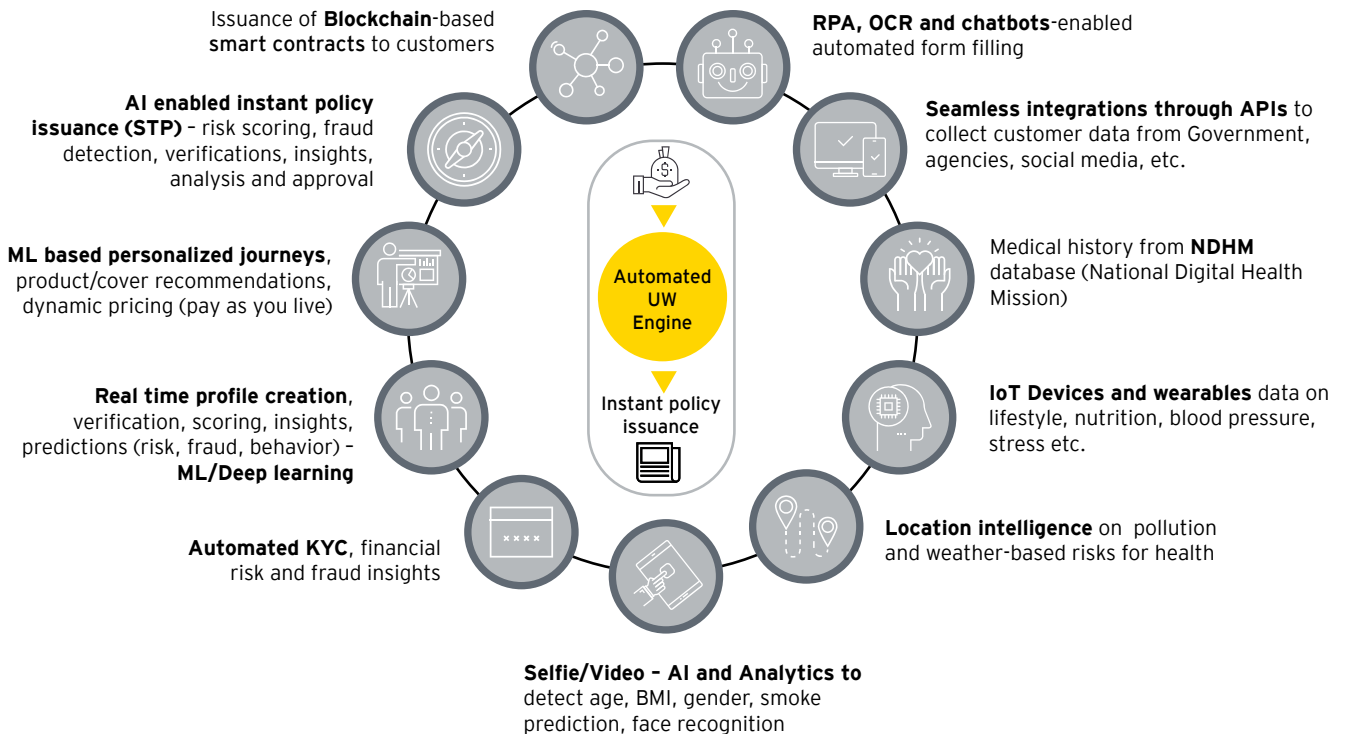 Issuance of Blockchain-based
smart contracts to customers
RPA, OCR and chatbots-enabled
automated form filling
AI enabled instant policy
issuance (STP) – risk scoring, fraud
detection, verifications, insights,
analysis and approval
Seamless integrations through APIs to
collect customer data from Government,
agencies, social media, etc.
ML based personalized journeys,
product/cover recommendations,
dynamic pricing (pay as you live)
Medical history from NDHM
database (National Digital Health
Mission)
$
Automated
UW
Engine
Instant policy
issuance
Real time profile creation,
verification, scoring, insights,
predictions (risk, fraud, behavior) –
ML/Deep learning
IoT Devices and wearables data on
lifestyle, nutrition, blood pressure,
stress etc.
Automated KYC, financial
risk and fraud insights
××××
Location intelligence on pollution
and weather-based risks for health
Selfie/Video – AI and Analytics to
detect age, BMI, gender, smoke
prediction, face recognition